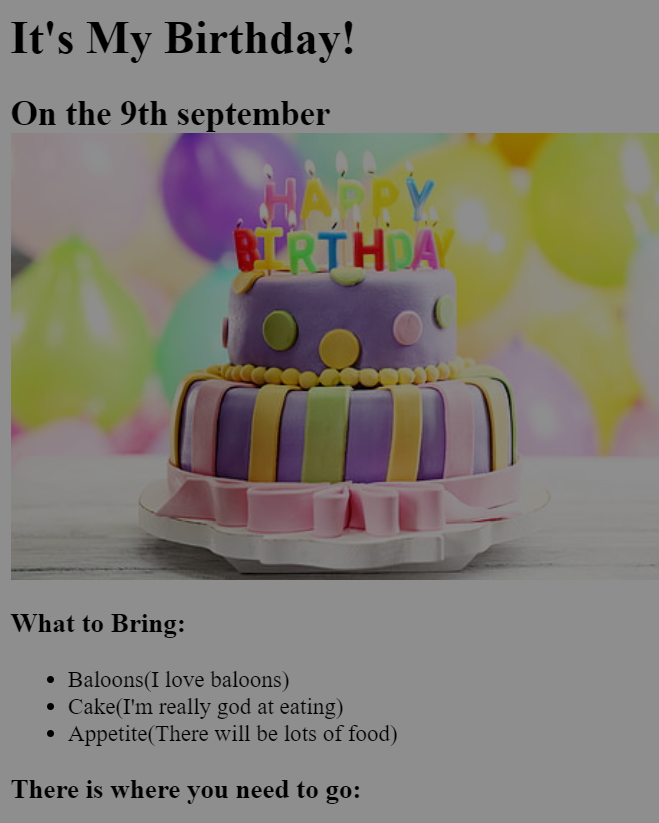 It's My Birthday!
On the 9th september
HAPPY
BIRTHDAY
What to Bring:
Baloons(I love baloons)
Cake(I'm really god at eating)
Appetite(There will be lots of food)
There is where you need to go: